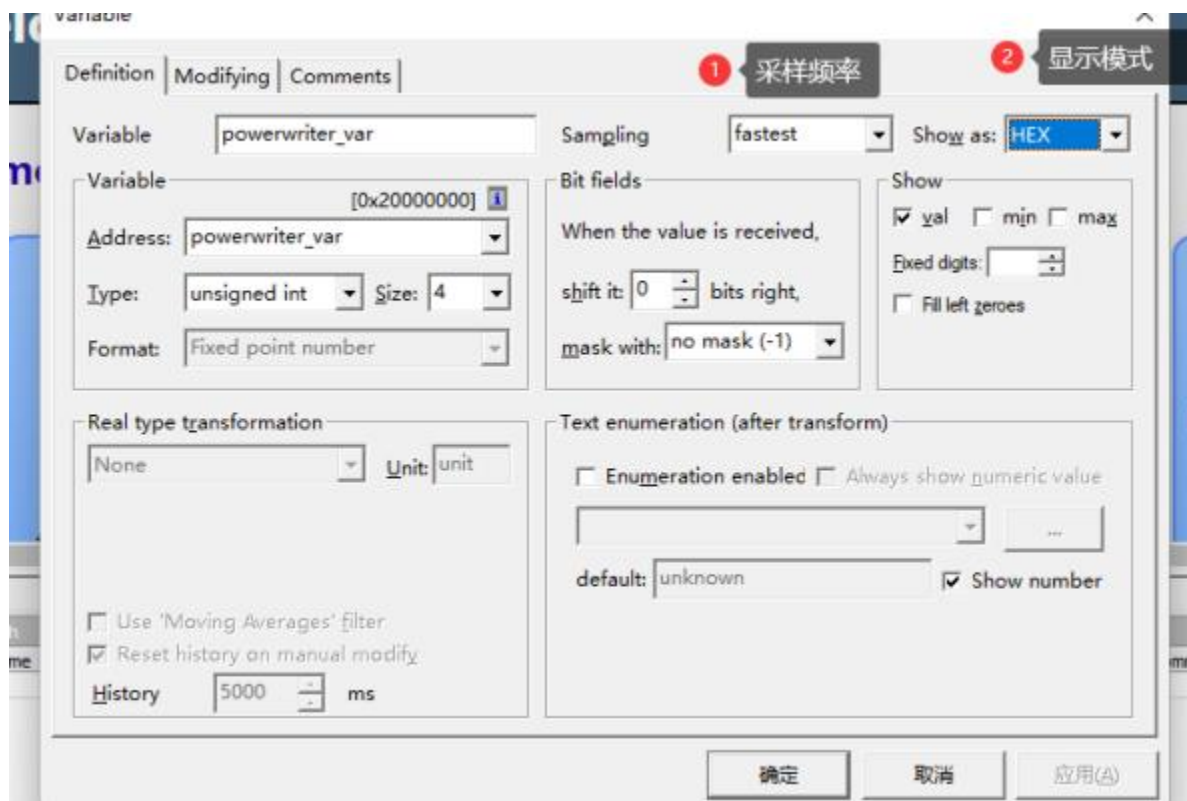 Variable
Definition Modifying Comments
1 采样频率
2 显示模式
Variable powerwriter_var Sampling fastest Show as: HEX
Variable
[0x20000000] i
Address: powerwriter_var
Type: unsigned int Size: 4
Format: Fixed point number
Bit fields
When the value is received,
shift it: 0 bits right,
mask with: no mask (-1)
Show
val min max
Fixed digits:
Fill left zeroes
Real type transformation
None Unit: unit
Use 'Moving Averages' filter
Reset history on manual modify
History 5000 ms
Text enumeration (after transform)
Enumeration enabled Always show numeric value
...
default: unknown Show number
确定 取消 应用(A)